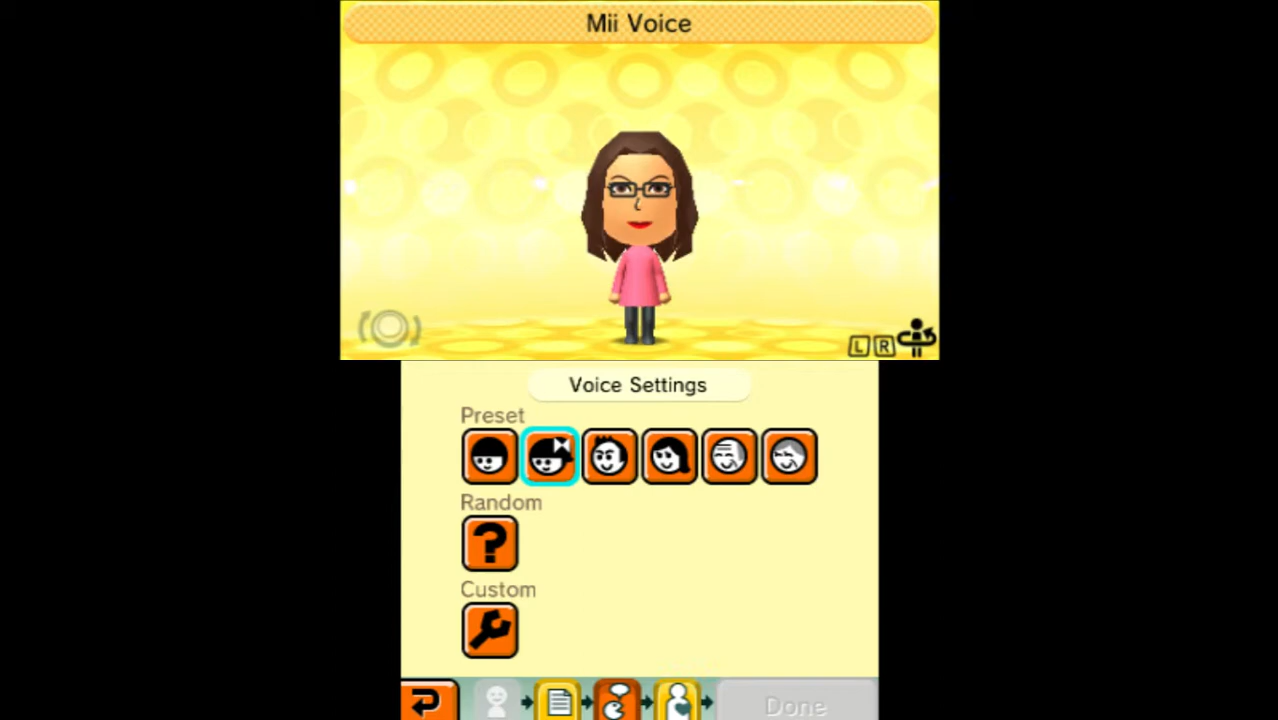 Mii Voice
L R
Voice Settings
Preset
Random
?
Custom
Done